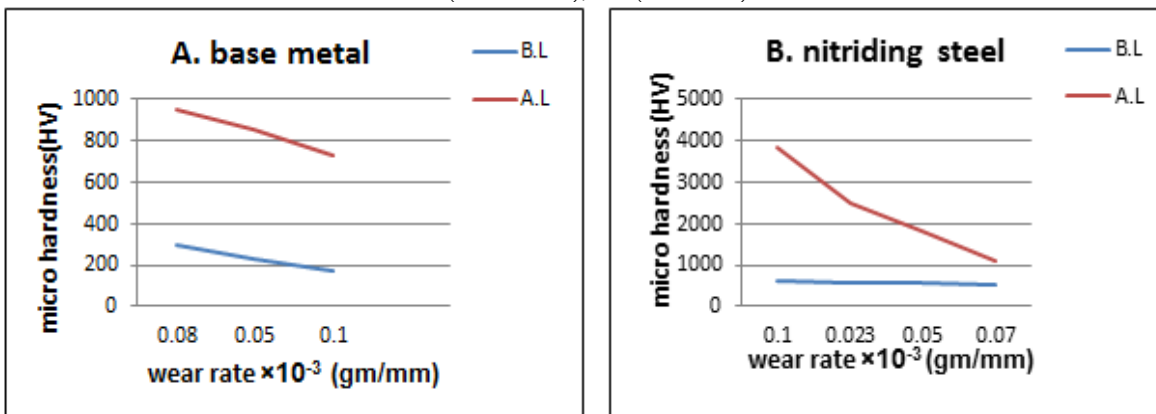 A. base metal
B.L
A.L
micro hardness(HV)
1000
800
600
400
200
0
0.08 0.05 0.1
wear rate ×10⁻³ (gm/mm)
B. nitriding steel
B.L
A.L
micro hardness (HV)
5000
4000
3000
2000
1000
0
0.1 0.023 0.05 0.07
wear rate ×10⁻³ (gm/mm)